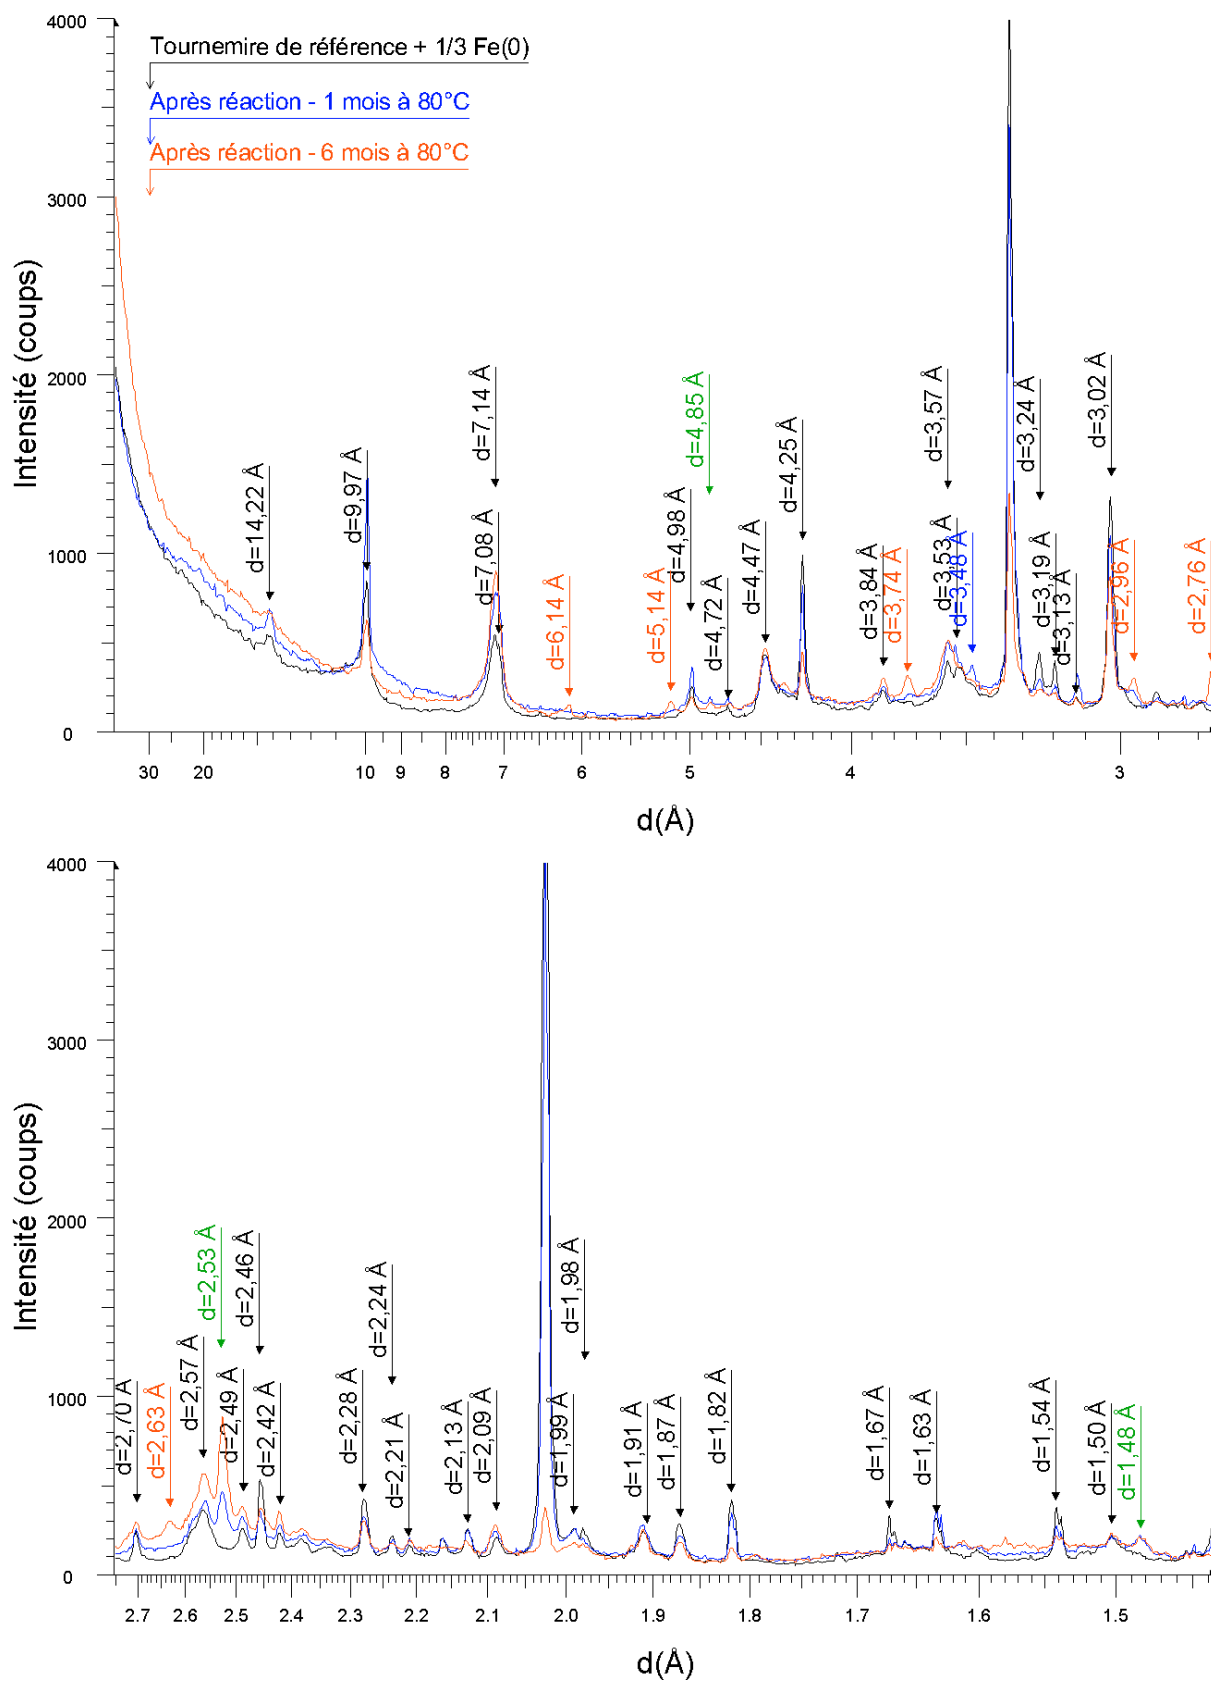 4000
3000
2000
1000
0
Intensité (coups)
Tournemire de référence + 1/3 Fe(0)
Après réaction - 1 mois à 80°C
Après réaction - 6 mois à 80°C
d=14,22 Å
d=9,97 Å
d=7,14 Å
d=7,08 Å
d=6,14 Å
d=5,14 Å
d=4,98 Å
d=4,85 Å
d=4,72 Å
d=4,47 Å
d=4,25 Å
d=3,84 Å
d=3,74 Å
d=3,57 Å
d=3,53 Å
d=3,48 Å
d=3,24 Å
d=3,19 Å
d=3,13 Å
d=3,02 Å
d=2,96 Å
d=2,76 Å
30 20 10 9 8 7 6 5 4 3
d(Å)
4000
3000
2000
1000
0
Intensité (coups)
d=2,70 Å
d=2,63 Å
d=2,57 Å
d=2,53 Å
d=2,49 Å
d=2,46 Å
d=2,42 Å
d=2,28 Å
d=2,24 Å
d=2,21 Å
d=2,13 Å
d=2,09 Å
d=1,99 Å
d=1,98 Å
d=1,91 Å
d=1,87 Å
d=1,82 Å
d=1,67 Å
d=1,63 Å
d=1,54 Å
d=1,50 Å
d=1,48 Å
2.7 2.6 2.5 2.4 2.3 2.2 2.1 2.0 1.9 1.8 1.7 1.6 1.5
d(Å)